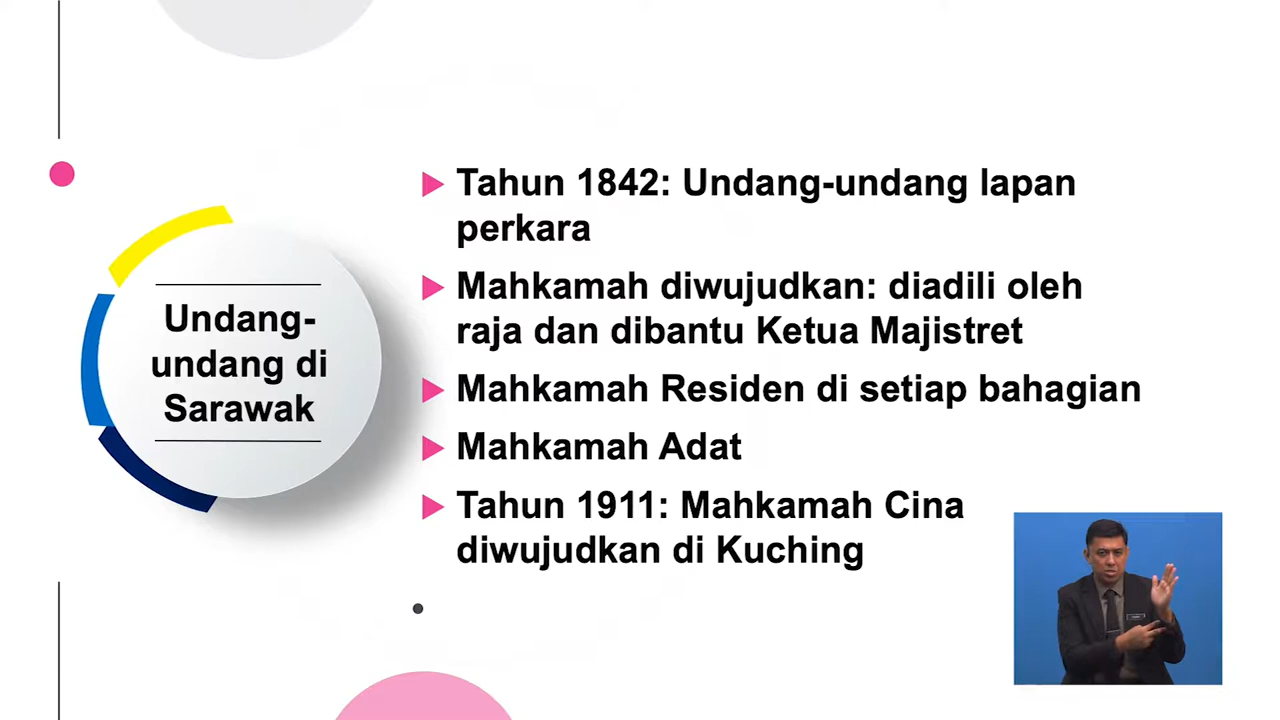 Undang-
undang di
Sarawak
Tahun 1842: Undang-undang lapan
perkara
Mahkamah diwujudkan: diadili oleh
raja dan dibantu Ketua Majistret
Mahkamah Residen di setiap bahagian
Mahkamah Adat
Tahun 1911: Mahkamah Cina
diwujudkan di Kuching